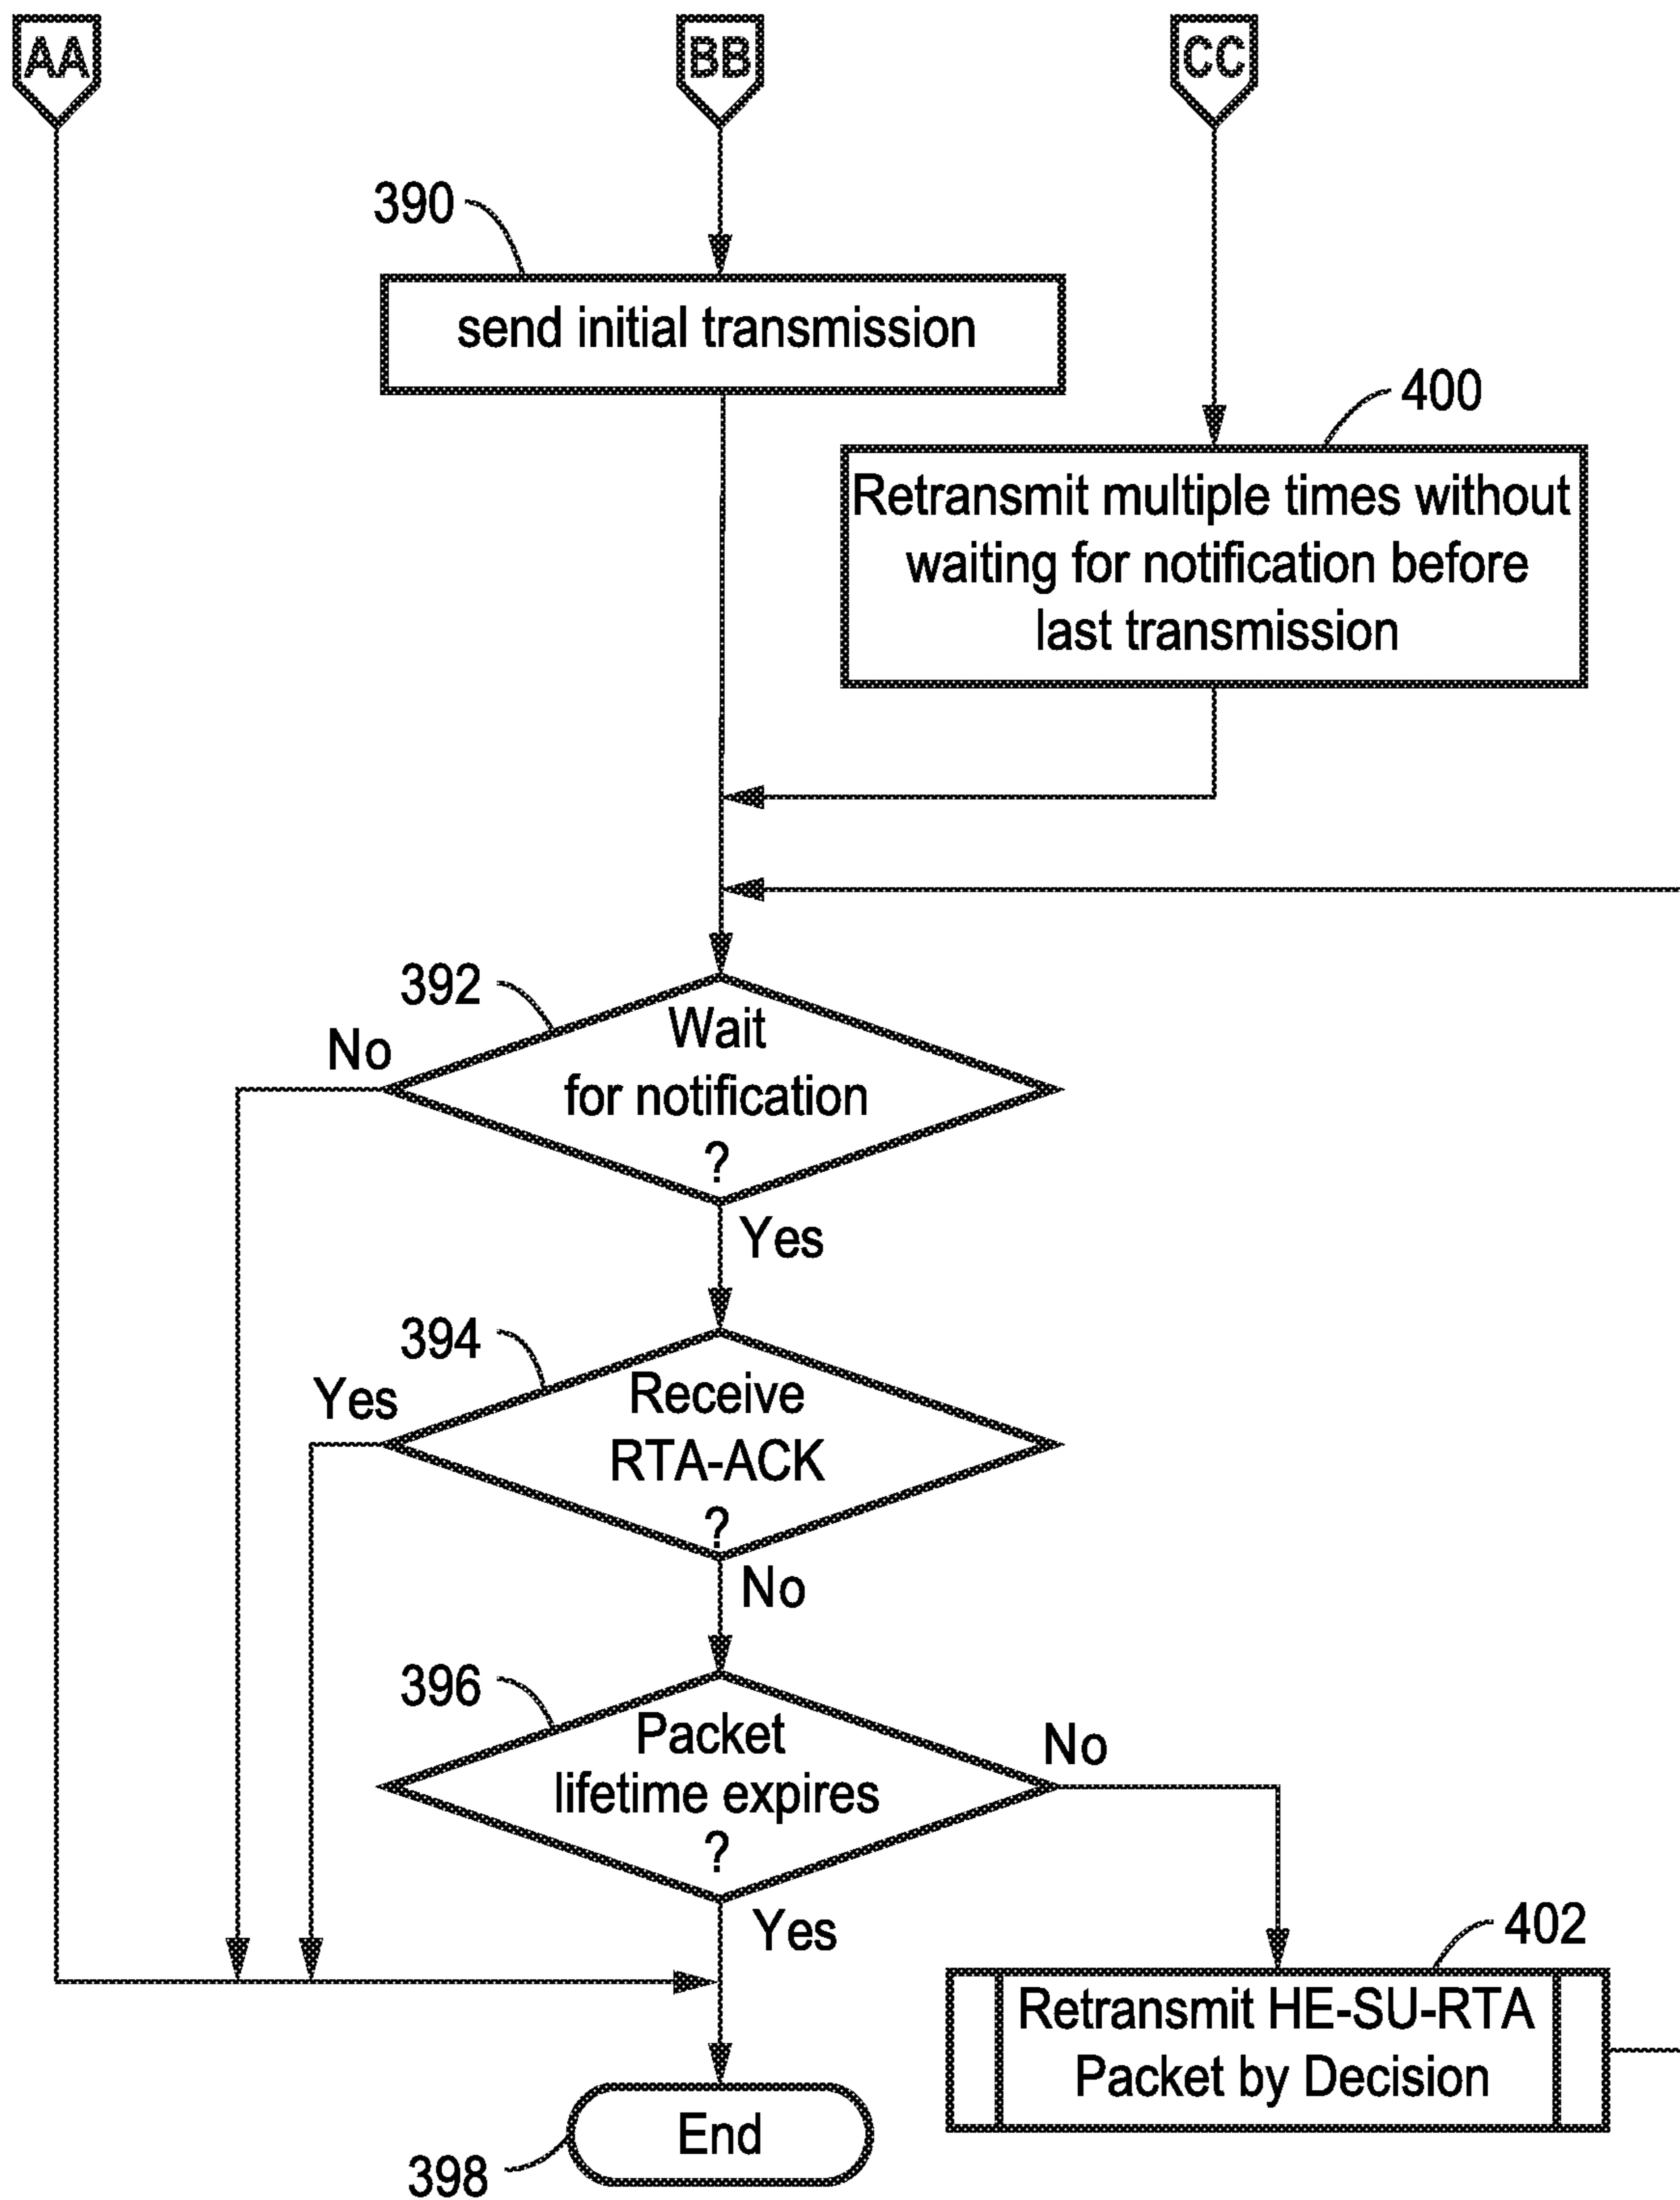 AA
BB
CC
390
send initial transmission
400
Retransmit multiple times without
waiting for notification before
last transmission
392
No
Wait
for notification
?
Yes
394
Yes
Receive
RTA-ACK
?
No
396
Packet
lifetime expires
?
No
Yes
402
Retransmit HE-SU-RTA
Packet by Decision
End
398